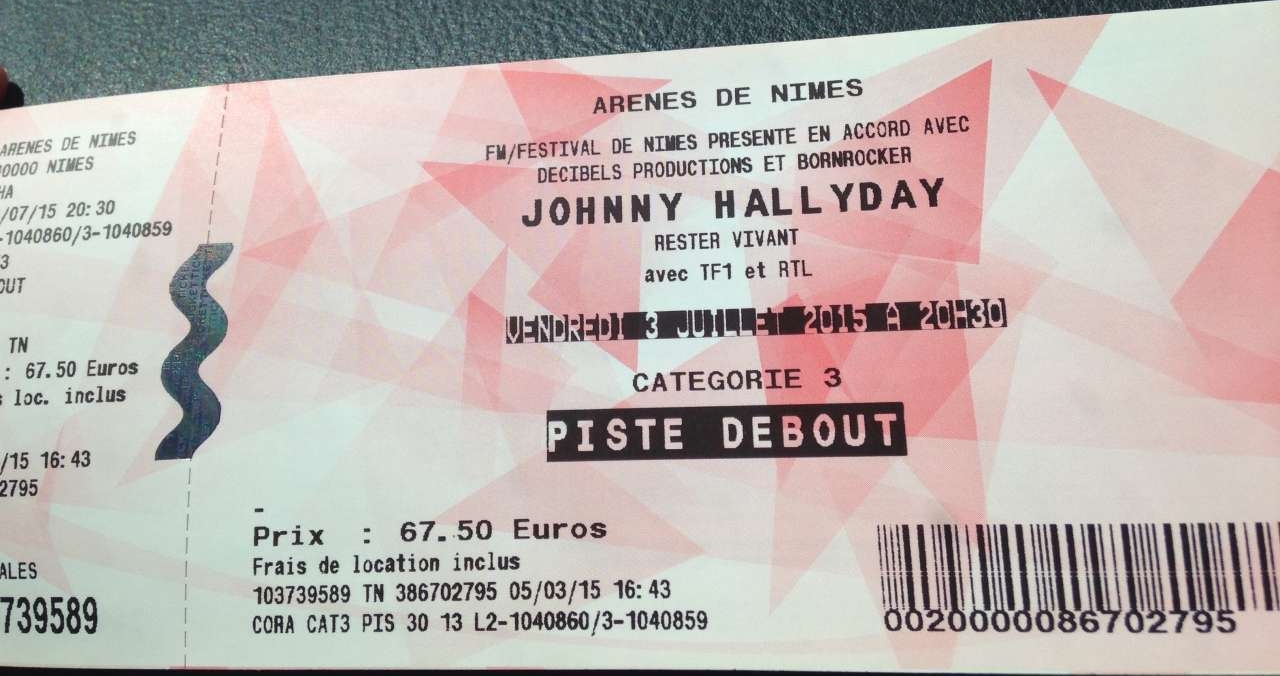 ARENES DE NIMES
30000 NIMES
HA
/07/15 20:30
-1040860/3-1040859
3
OUT
TN
: 67.50 Euros
s loc. inclus
/15 16:43
2795
ALES
739589
ARENES DE NIMES
FM/FESTIVAL DE NIMES PRESENTE EN ACCORD AVEC
DECIBELS PRODUCTIONS ET BORNROCKER
JOHNNY HALLYDAY
RESTER VIVANT
avec TF1 et RTL
VENDREDI 3 JUILLET 2015 A 20H30
CATEGORIE 3
PISTE DEBOUT
-
Prix : 67.50 Euros
Frais de location inclus
103739589 TN 386702795 05/03/15 16:43
CORA CAT3 PIS 30 13 L2-1040860/3-1040859
0020000086702795